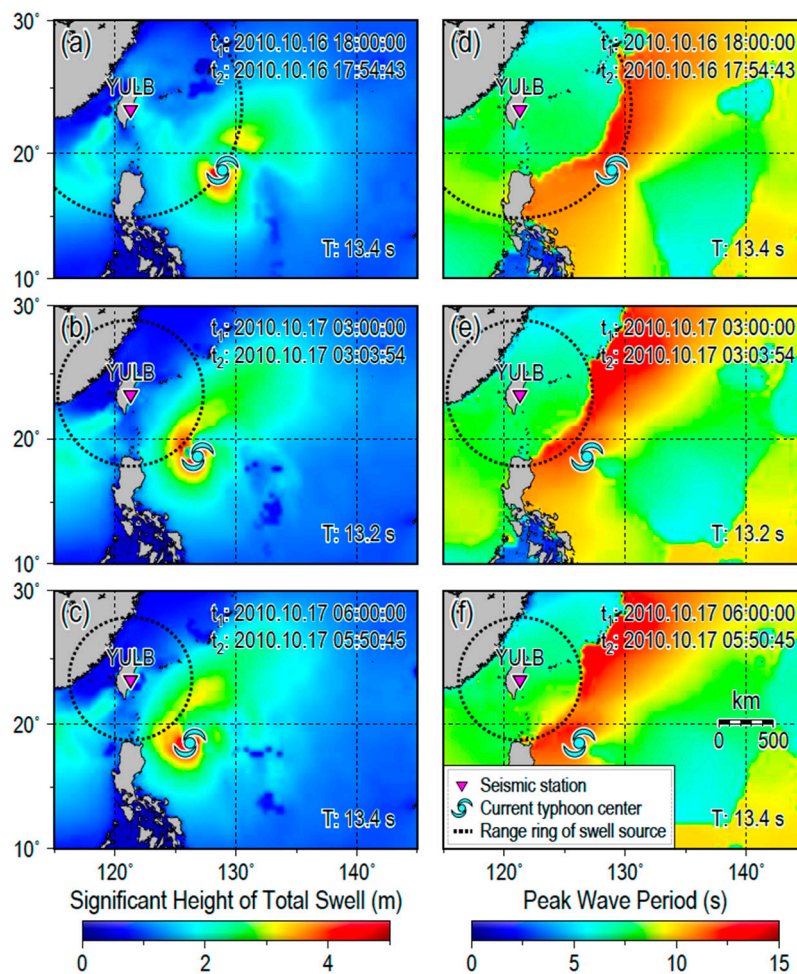 30°
(a)
t1: 2010.10.16 18:00:00
t2: 2010.10.16 17:54:43
YULB
20°
T: 13.4 s
10°
(d)
t1: 2010.10.16 18:00:00
t2: 2010.10.16 17:54:43
YULB
T: 13.4 s
30°
(b)
t1: 2010.10.17 03:00:00
t2: 2010.10.17 03:03:54
YULB
20°
T: 13.2 s
10°
(e)
t1: 2010.10.17 03:00:00
t2: 2010.10.17 03:03:54
YULB
T: 13.2 s
30°
(c)
t1: 2010.10.17 06:00:00
t2: 2010.10.17 05:50:45
YULB
20°
T: 13.4 s
10°
120° 130° 140°
(f)
t1: 2010.10.17 06:00:00
t2: 2010.10.17 05:50:45
YULB
km
0 500
Seismic station
Current typhoon center
Range ring of swell source
T: 13.4 s
120° 130° 140°
Significant Height of Total Swell (m)
0 2 4
Peak Wave Period (s)
0 5 10 15